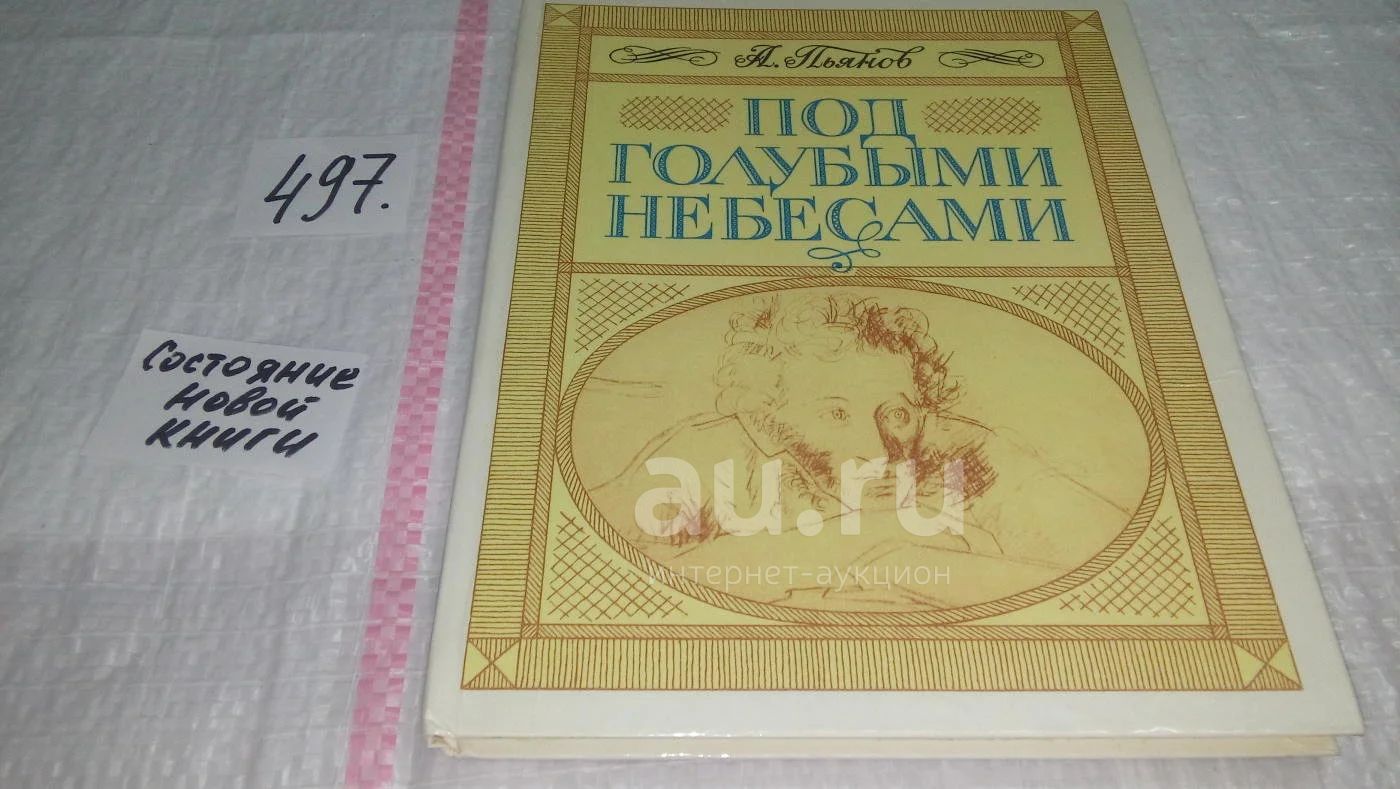 А. Пьянов
ПОД
ГОЛУБЫМИ
НЕБЕСАМИ
497.
Состояние
новой
книги
au.ru
интернет-аукцион